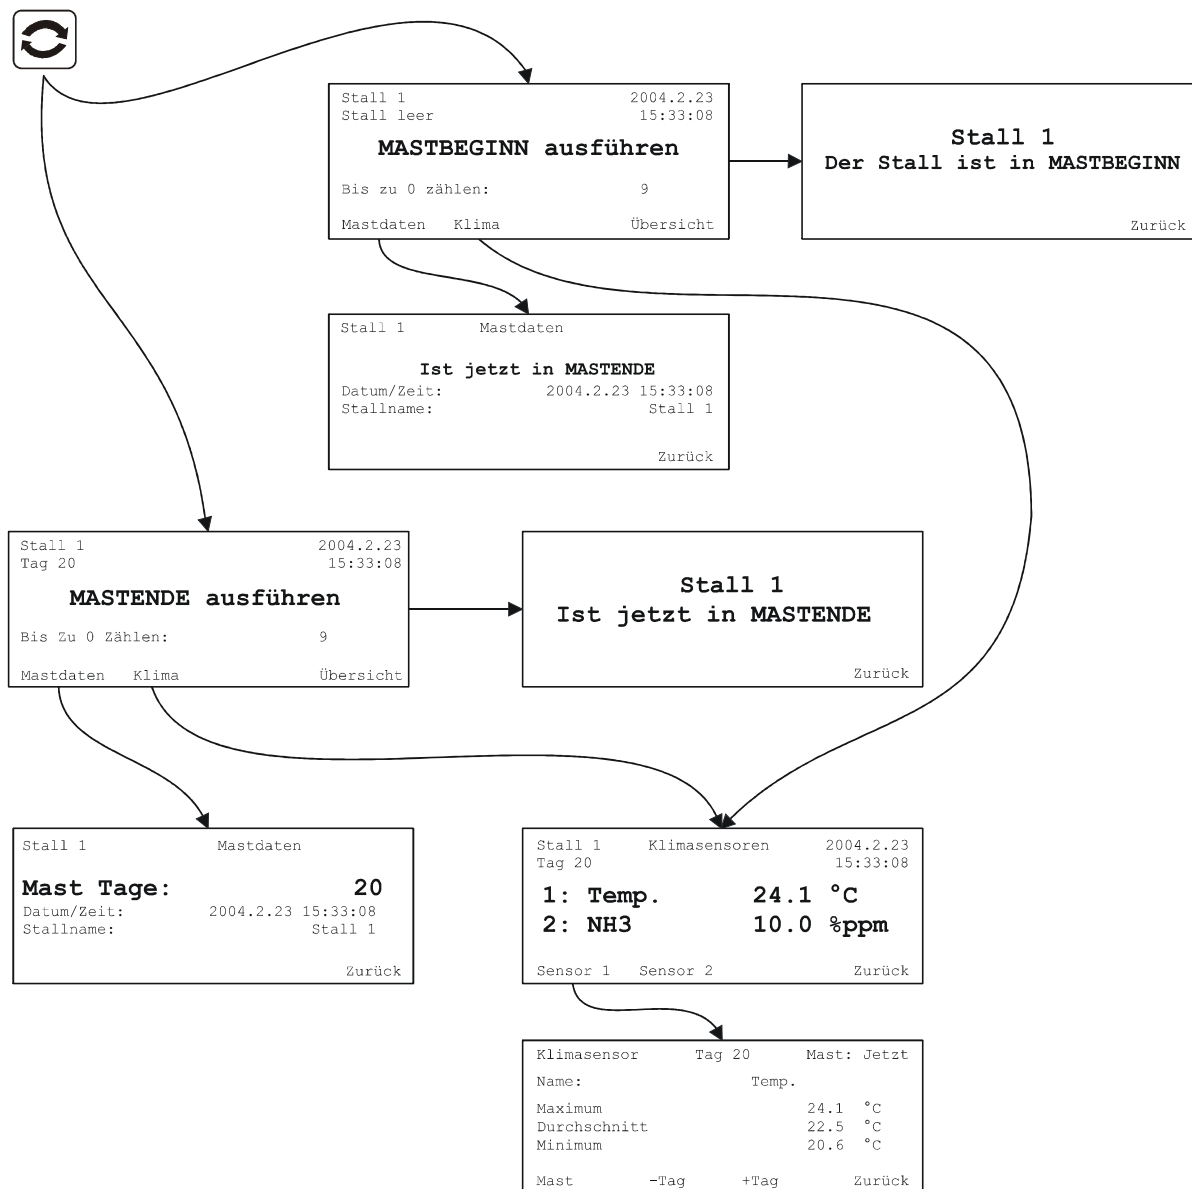 Stall 1 2004.2.23
Stall leer 15:33:08
MASTBEGINN ausführen
Bis zu 0 zählen: 9
Mastdaten Klima Übersicht
Stall 1
Der Stall ist in MASTBEGINN
Zurück
Stall 1 Mastdaten
Ist jetzt in MASTENDE
Datum/Zeit: 2004.2.23 15:33:08
Stallname: Stall 1
Zurück
Stall 1 2004.2.23
Tag 20 15:33:08
MASTENDE ausführen
Bis Zu 0 Zählen: 9
Mastdaten Klima Übersicht
Stall 1
Ist jetzt in MASTENDE
Zurück
Stall 1 Mastdaten
Mast Tage: 20
Datum/Zeit: 2004.2.23 15:33:08
Stallname: Stall 1
Zurück
Stall 1 Klimasensoren 2004.2.23
Tag 20 15:33:08
1: Temp. 24.1 °C
2: NH3 10.0 %ppm
Sensor 1 Sensor 2 Zurück
Klimasensor Tag 20 Mast: Jetzt
Name: Temp.
Maximum 24.1 °C
Durchschnitt 22.5 °C
Minimum 20.6 °C
Mast -Tag +Tag Zurück